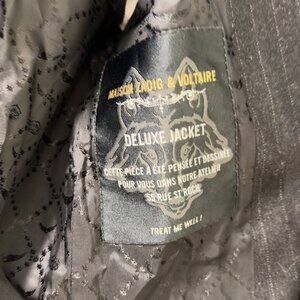 MAISON ZADIG & VOLTAIRE
DELUXE JACKET
CETTE PIÈCE A ÉTÉ PENSÉE ET DESSINÉE
POUR VOUS DANS NOTRE ATELIER
35 RUE ST ROCH
TREAT ME WELL!